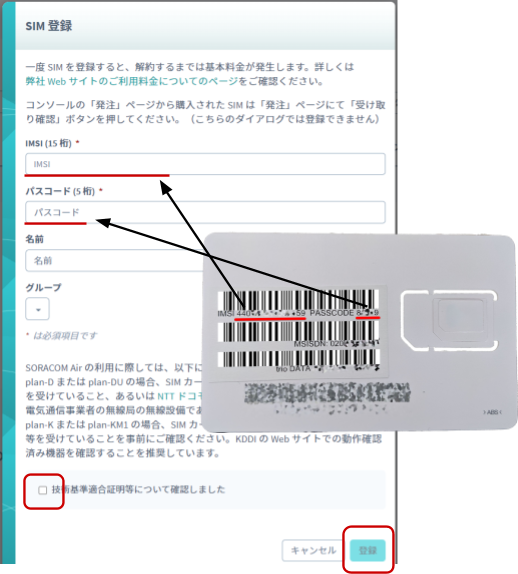 SIM 登録
一度 SIM を登録すると、解約するまでは基本料金が発生します。詳しくは
弊社 Web サイトのご利用料金についてのページをご確認ください。
コンソールの「発注」ページから購入された SIM は「発注」ページにて「受け取
り確認」ボタンを押してください。（こちらのダイアログでは登録できません）
IMSI (15 桁) *
IMSI
パスコード (5 桁) *
パスコード
名前
名前
グループ
* は必須項目です
IMSI 440 59 PASSCODE 8 9
MSISDN: 020
trio DATA
SORACOM Air の利用に際しては、以下に
plan-D または plan-DU の場合、SIM カー
を受けていること、あるいは NTT ドコモ
電気通信事業者の無線局の無線設備であ
plan-K または plan-KM1 の場合、SIM カー
等を受けていることを事前にご確認ください。KDDI の Web サイトでの動作確認
済み機器を確認することを推奨しています。
技術基準適合証明等について確認しました
キャンセル
登録